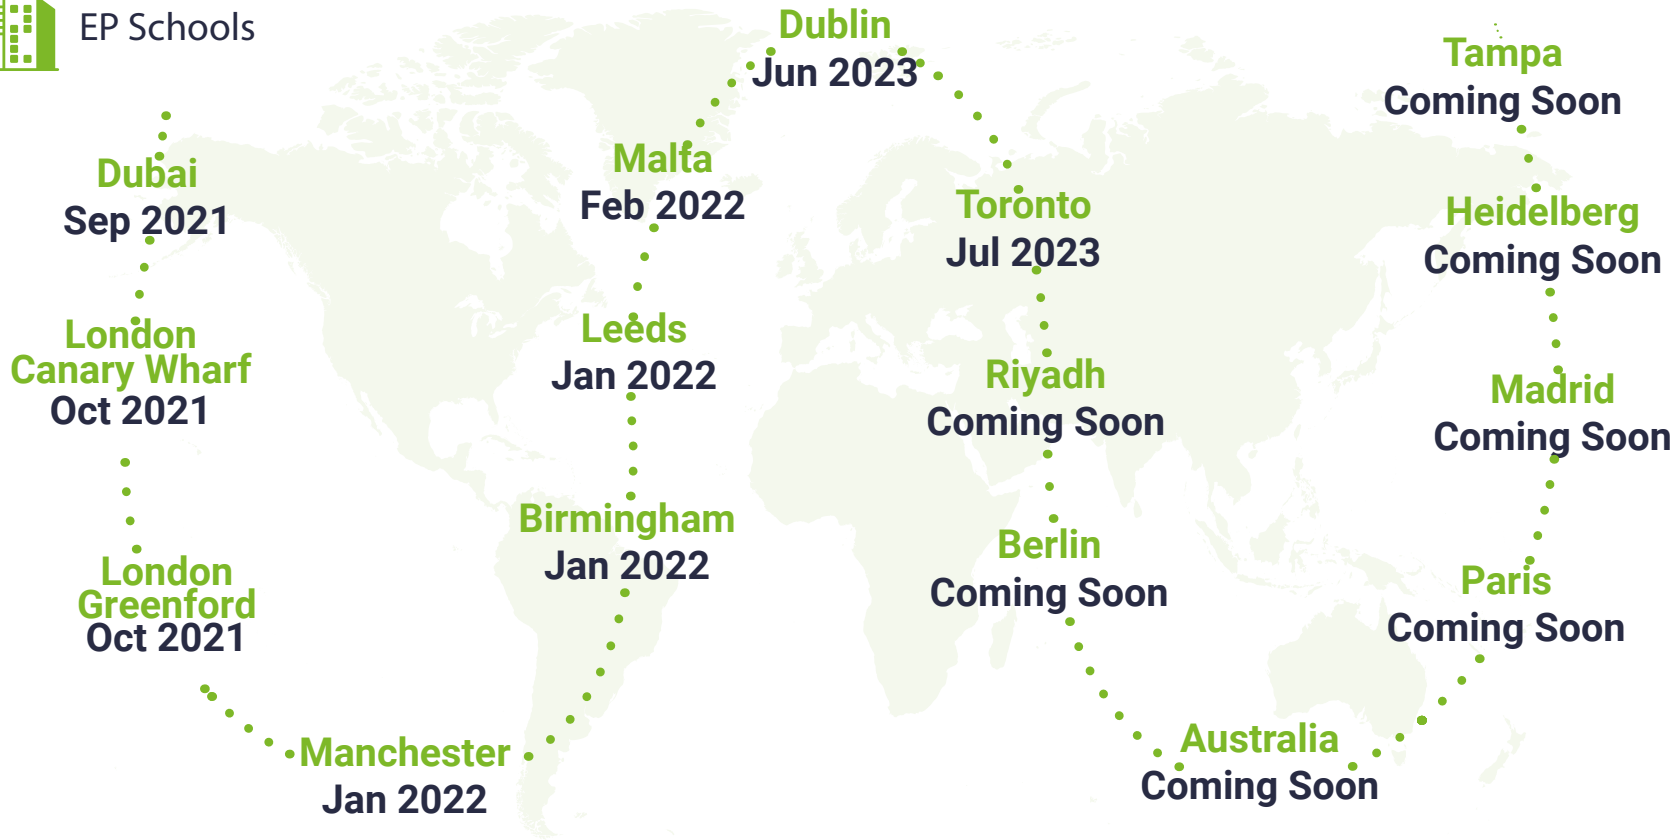 EP Schools
Dubai
Sep 2021
London
Canary Wharf
Oct 2021
London
Greenford
Oct 2021
Manchester
Jan 2022
Birmingham
Jan 2022
Leeds
Jan 2022
Malta
Feb 2022
Dublin
Jun 2023
Toronto
Jul 2023
Riyadh
Coming Soon
Berlin
Coming Soon
Australia
Coming Soon
Paris
Coming Soon
Madrid
Coming Soon
Heidelberg
Coming Soon
Tampa
Coming Soon